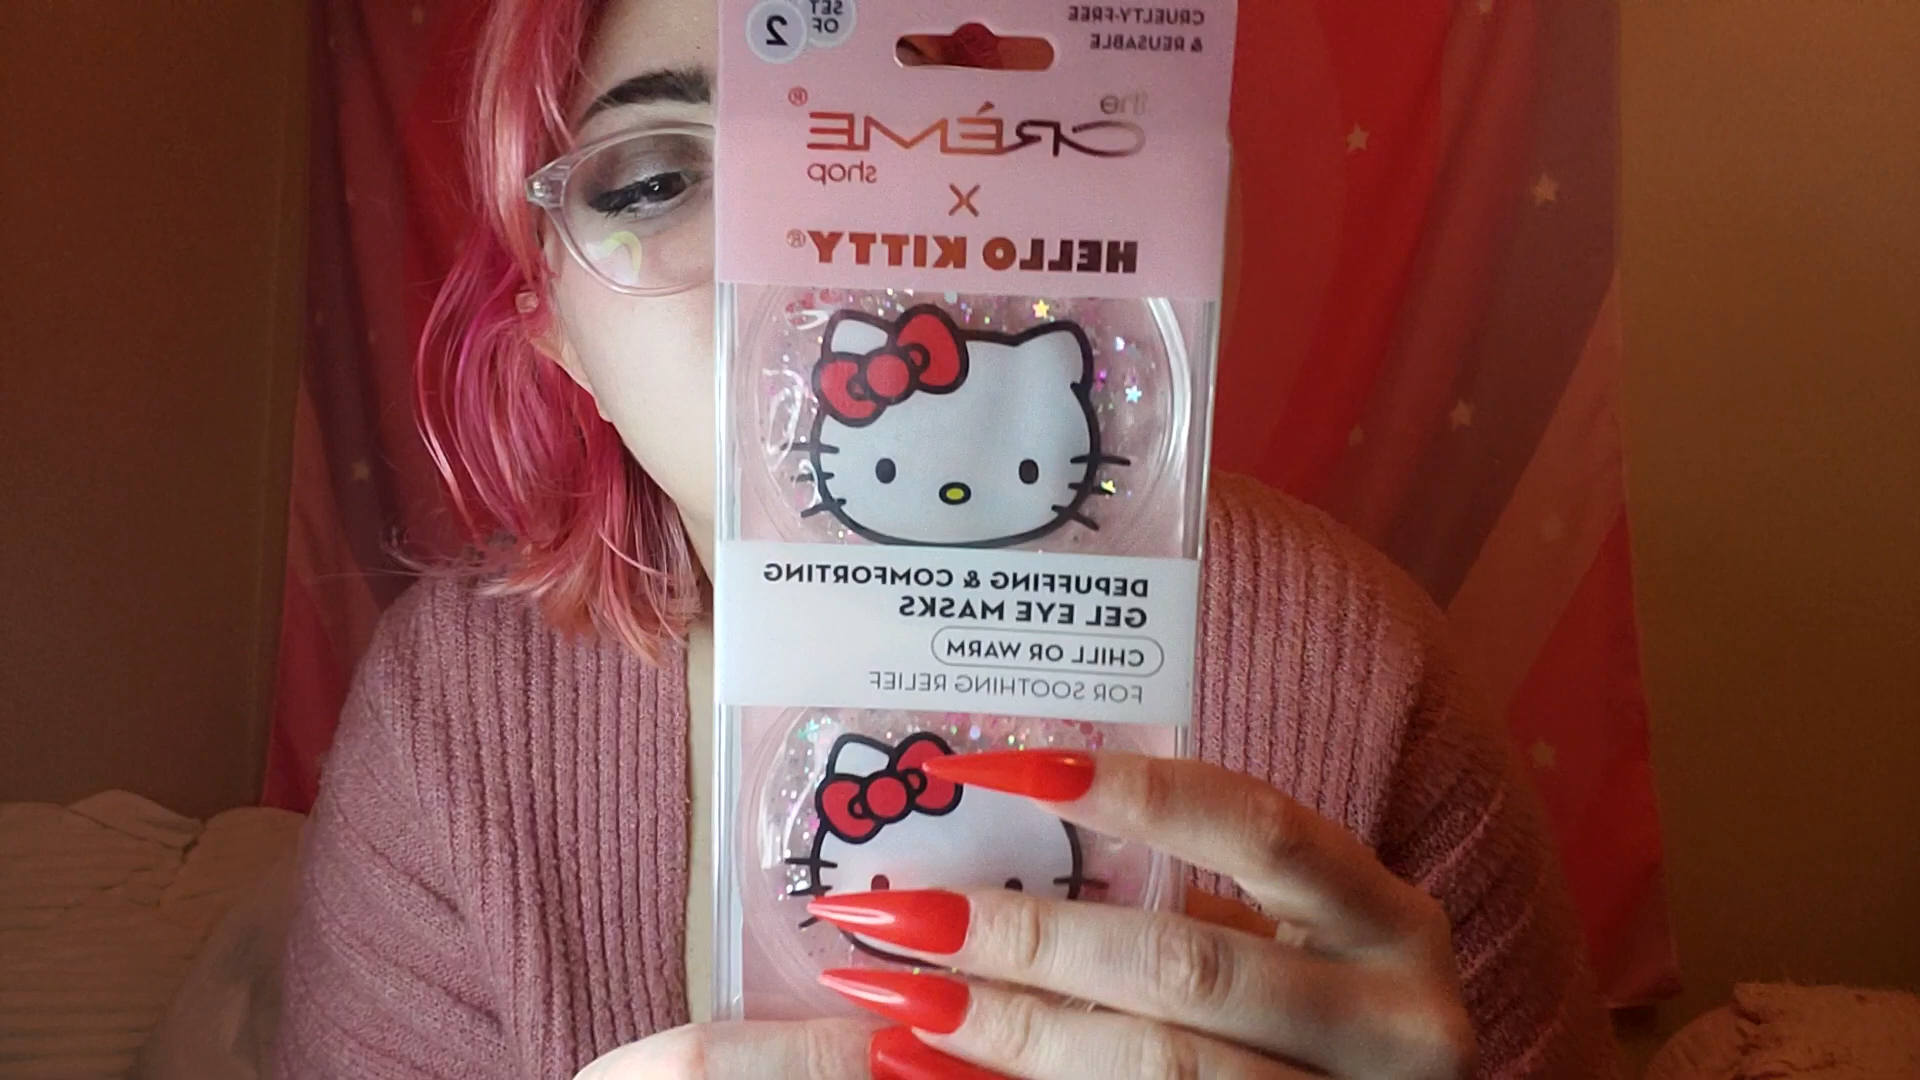 CRUELTY-FREE
& REUSABLE
SET
OF
2
the
CRÈME®
shop
X
HELLO KITTY®
DEPUFFING & COMFORTING
GEL EYE MASKS
CHILL OR WARM
FOR SOOTHING RELIEF